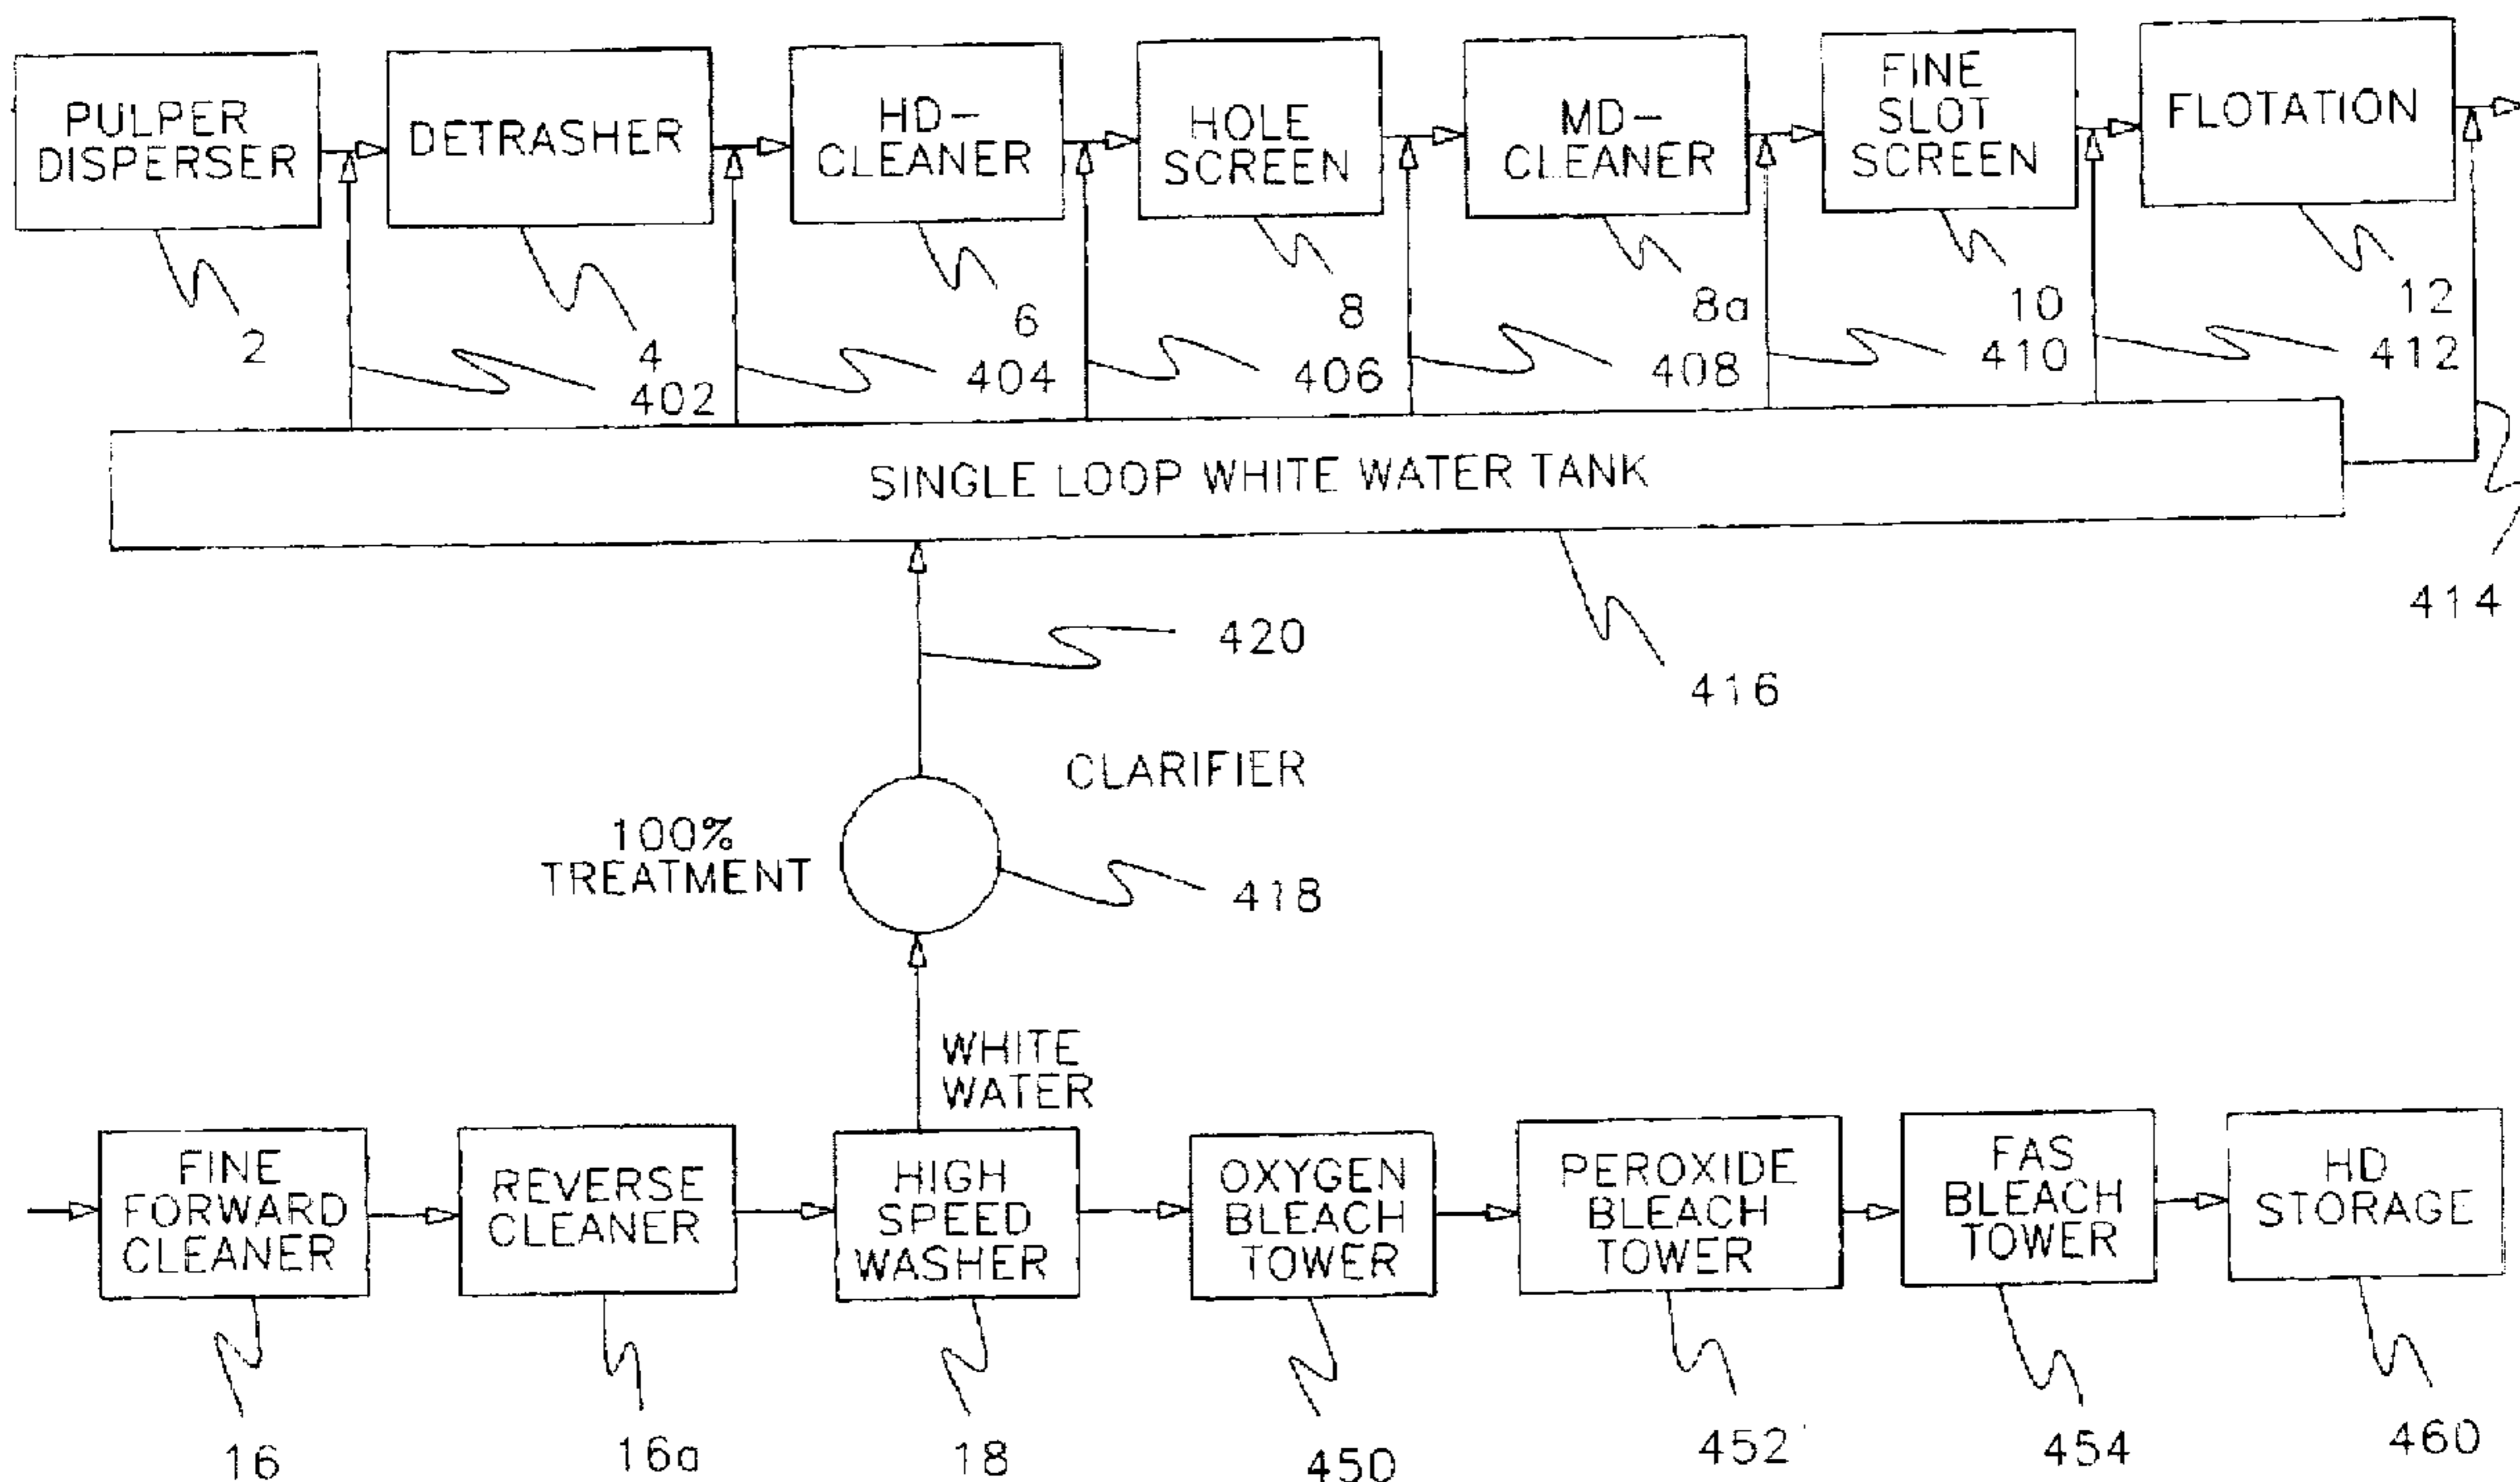 PULPER
DISPERSER
DETRASHER
HD-
CLEANER
HOLE
SCREEN
MD-
CLEANER
FINE
SLOT
SCREEN
FLOTATION
2
4
6
8
8a
10
12
402
404
406
408
410
412
414
SINGLE LOOP WHITE WATER TANK
420
416
CLARIFIER
100%
TREATMENT
418
WHITE
WATER
FINE
FORWARD
CLEANER
REVERSE
CLEANER
HIGH
SPEED
WASHER
OXYGEN
BLEACH
TOWER
PEROXIDE
BLEACH
TOWER
FAS
BLEACH
TOWER
HD
STORAGE
16
16a
18
450
452
454
460